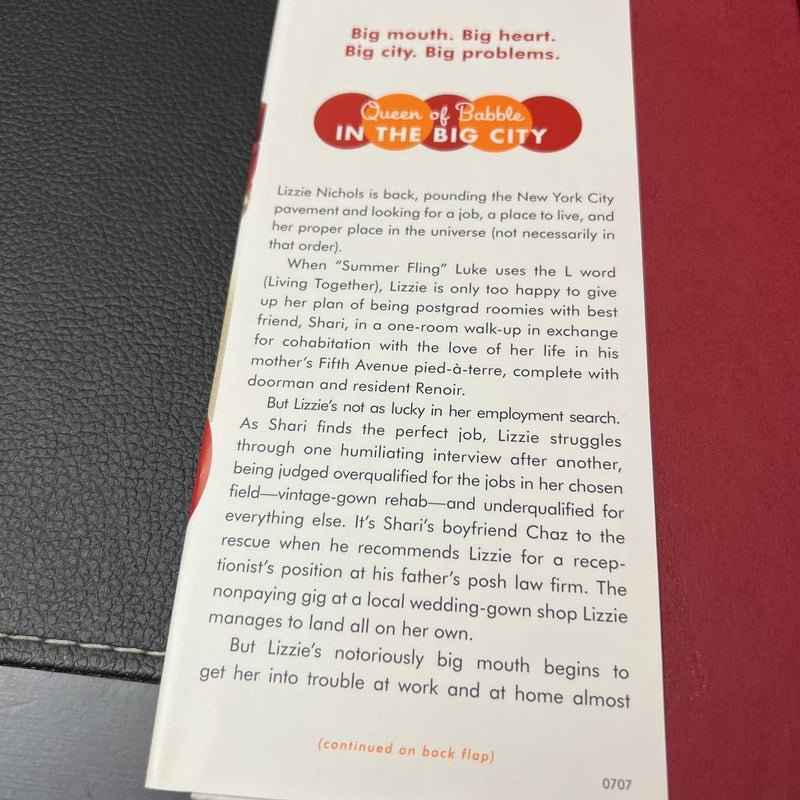 Big mouth. Big heart.
Big city. Big problems.
Queen of Babble
IN THE BIG CITY
Lizzie Nichols is back, pounding the New York City
pavement and looking for a job, a place to live, and
her proper place in the universe (not necessarily in
that order).
When “Summer Fling” Luke uses the L word
(Living Together), Lizzie is only too happy to give
up her plan of being postgrad roomies with best
friend, Shari, in a one-room walk-up in exchange
for cohabitation with the love of her life in his
mother’s Fifth Avenue pied-à-terre, complete with
doorman and resident Renoir.
But Lizzie’s not as lucky in her employment search.
As Shari finds the perfect job, Lizzie struggles
through one humiliating interview after another,
being judged overqualified for the jobs in her chosen
field—vintage-gown rehab—and underqualified for
everything else. It’s Shari’s boyfriend Chaz to the
rescue when he recommends Lizzie for a recep-
tionist’s position at his father’s posh law firm. The
nonpaying gig at a local wedding-gown shop Lizzie
manages to land all on her own.
But Lizzie’s notoriously big mouth begins to
get her into trouble at work and at home almost
(continued on back flap)
0707